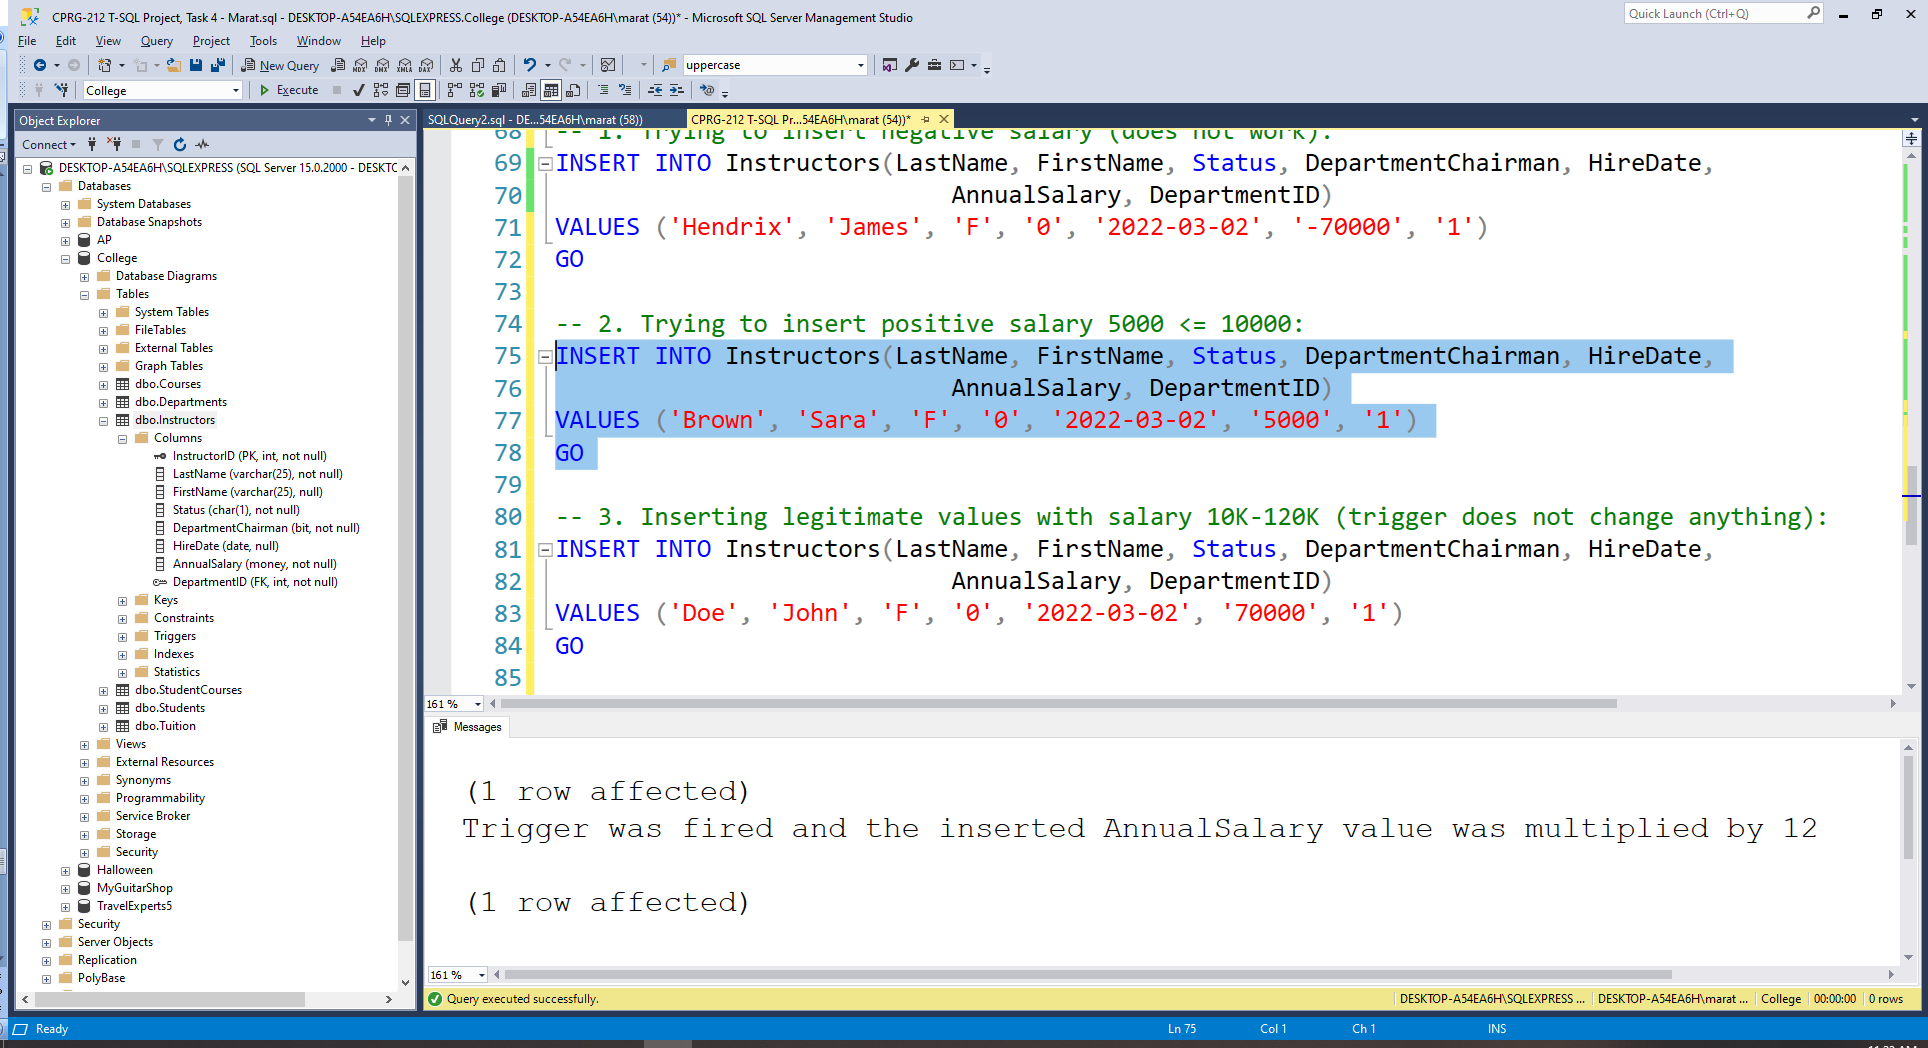 CPRG-212 T-SQL Project, Task 4 - Marat.sql - DESKTOP-A54EA6H\SQLEXPRESS.College (DESKTOP-A54EA6H\marat (54))* - Microsoft SQL Server Management Studio
Quick Launch (Ctrl+Q)
File Edit View Query Project Tools Window Help
New Query
MDX DMX XMLA DAX
uppercase
College
Execute
Object Explorer
Connect
DESKTOP-A54EA6H\SQLEXPRESS (SQL Server 15.0.2000 - DESKTC
Databases
System Databases
Database Snapshots
AP
College
Database Diagrams
Tables
System Tables
FileTables
External Tables
Graph Tables
dbo.Courses
dbo.Departments
dbo.Instructors
Columns
InstructorID (PK, int, not null)
LastName (varchar(25), not null)
FirstName (varchar(25), null)
Status (char(1), not null)
DepartmentChairman (bit, not null)
HireDate (date, null)
AnnualSalary (money, not null)
DepartmentID (FK, int, not null)
Keys
Constraints
Triggers
Indexes
Statistics
dbo.StudentCourses
dbo.Students
dbo.Tuition
Views
External Resources
Synonyms
Programmability
Service Broker
Storage
Security
Halloween
MyGuitarShop
TravelExperts5
Security
Server Objects
Replication
PolyBase
SQLQuery2.sql - DE...54EA6H\marat (58))
CPRG-212 T-SQL Pr...54EA6H\marat (54))*
68 -- 1. Trying to insert negative salary (does not work):
69 INSERT INTO Instructors(LastName, FirstName, Status, DepartmentChairman, HireDate,
70 AnnualSalary, DepartmentID)
71 VALUES ('Hendrix', 'James', 'F', '0', '2022-03-02', '-70000', '1')
72 GO
73
74 -- 2. Trying to insert positive salary 5000 <= 10000:
75 INSERT INTO Instructors(LastName, FirstName, Status, DepartmentChairman, HireDate,
76 AnnualSalary, DepartmentID)
77 VALUES ('Brown', 'Sara', 'F', '0', '2022-03-02', '5000', '1')
78 GO
79
80 -- 3. Inserting legitimate values with salary 10K-120K (trigger does not change anything):
81 INSERT INTO Instructors(LastName, FirstName, Status, DepartmentChairman, HireDate,
82 AnnualSalary, DepartmentID)
83 VALUES ('Doe', 'John', 'F', '0', '2022-03-02', '70000', '1')
84 GO
85
161 %
Messages
(1 row affected)
Trigger was fired and the inserted AnnualSalary value was multiplied by 12
(1 row affected)
161 %
Query executed successfully.
DESKTOP-A54EA6H\SQLEXPRESS ... DESKTOP-A54EA6H\marat ... College 00:00:00 0 rows
Ready
Ln 75 Col 1 Ch 1 INS